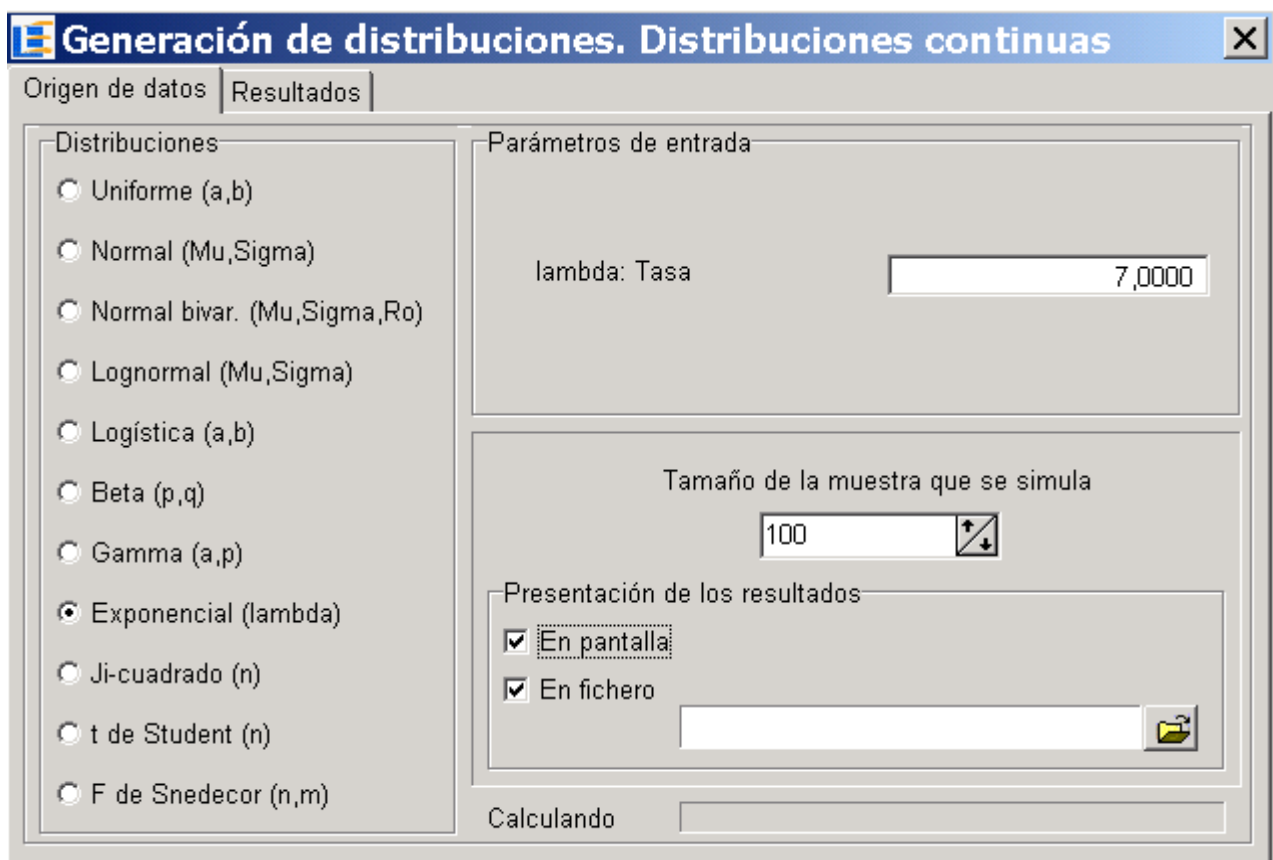 Generación de distribuciones. Distribuciones continuas
Origen de datos
Resultados
Distribuciones
Uniforme (a,b)
Normal (Mu,Sigma)
Normal bivar. (Mu,Sigma,Ro)
Lognormal (Mu,Sigma)
Logística (a,b)
Beta (p,q)
Gamma (a,p)
Exponencial (lambda)
Ji-cuadrado (n)
t de Student (n)
F de Snedecor (n,m)
Parámetros de entrada
lambda: Tasa 7,0000
Tamaño de la muestra que se simula
100
Presentación de los resultados
En pantalla
En fichero
Calculando